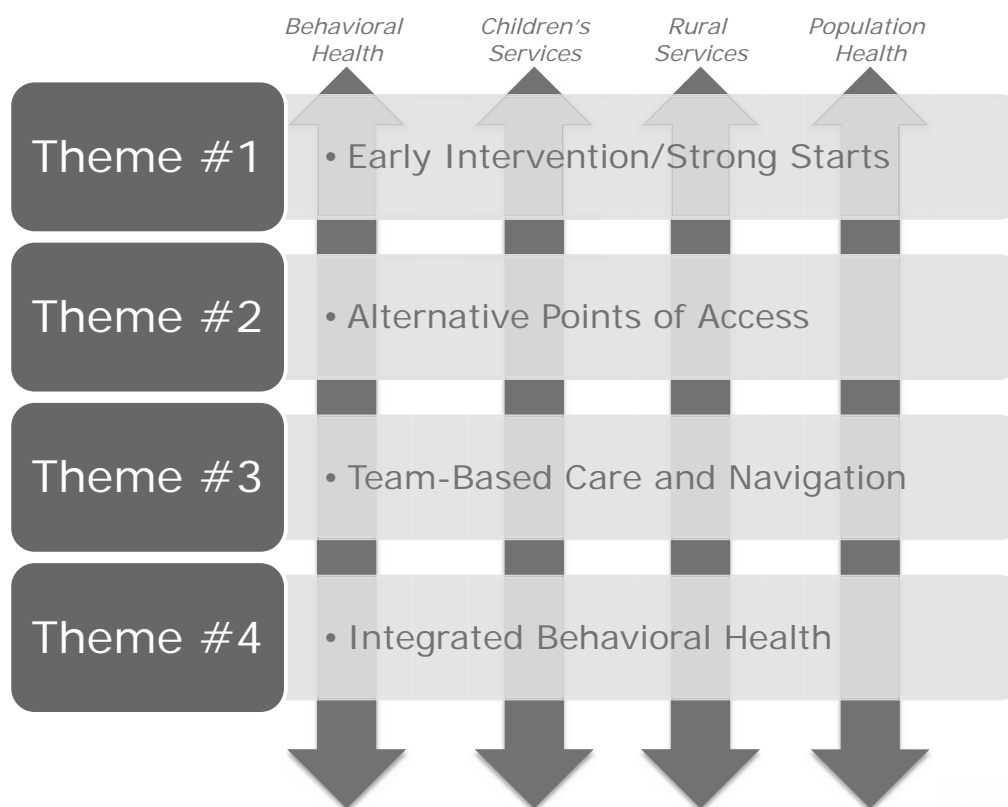 Behavioral Health
Children's Services
Rural Services
Population Health
Theme #1
• Early Intervention/Strong Starts
Theme #2
• Alternative Points of Access
Theme #3
• Team-Based Care and Navigation
Theme #4
• Integrated Behavioral Health